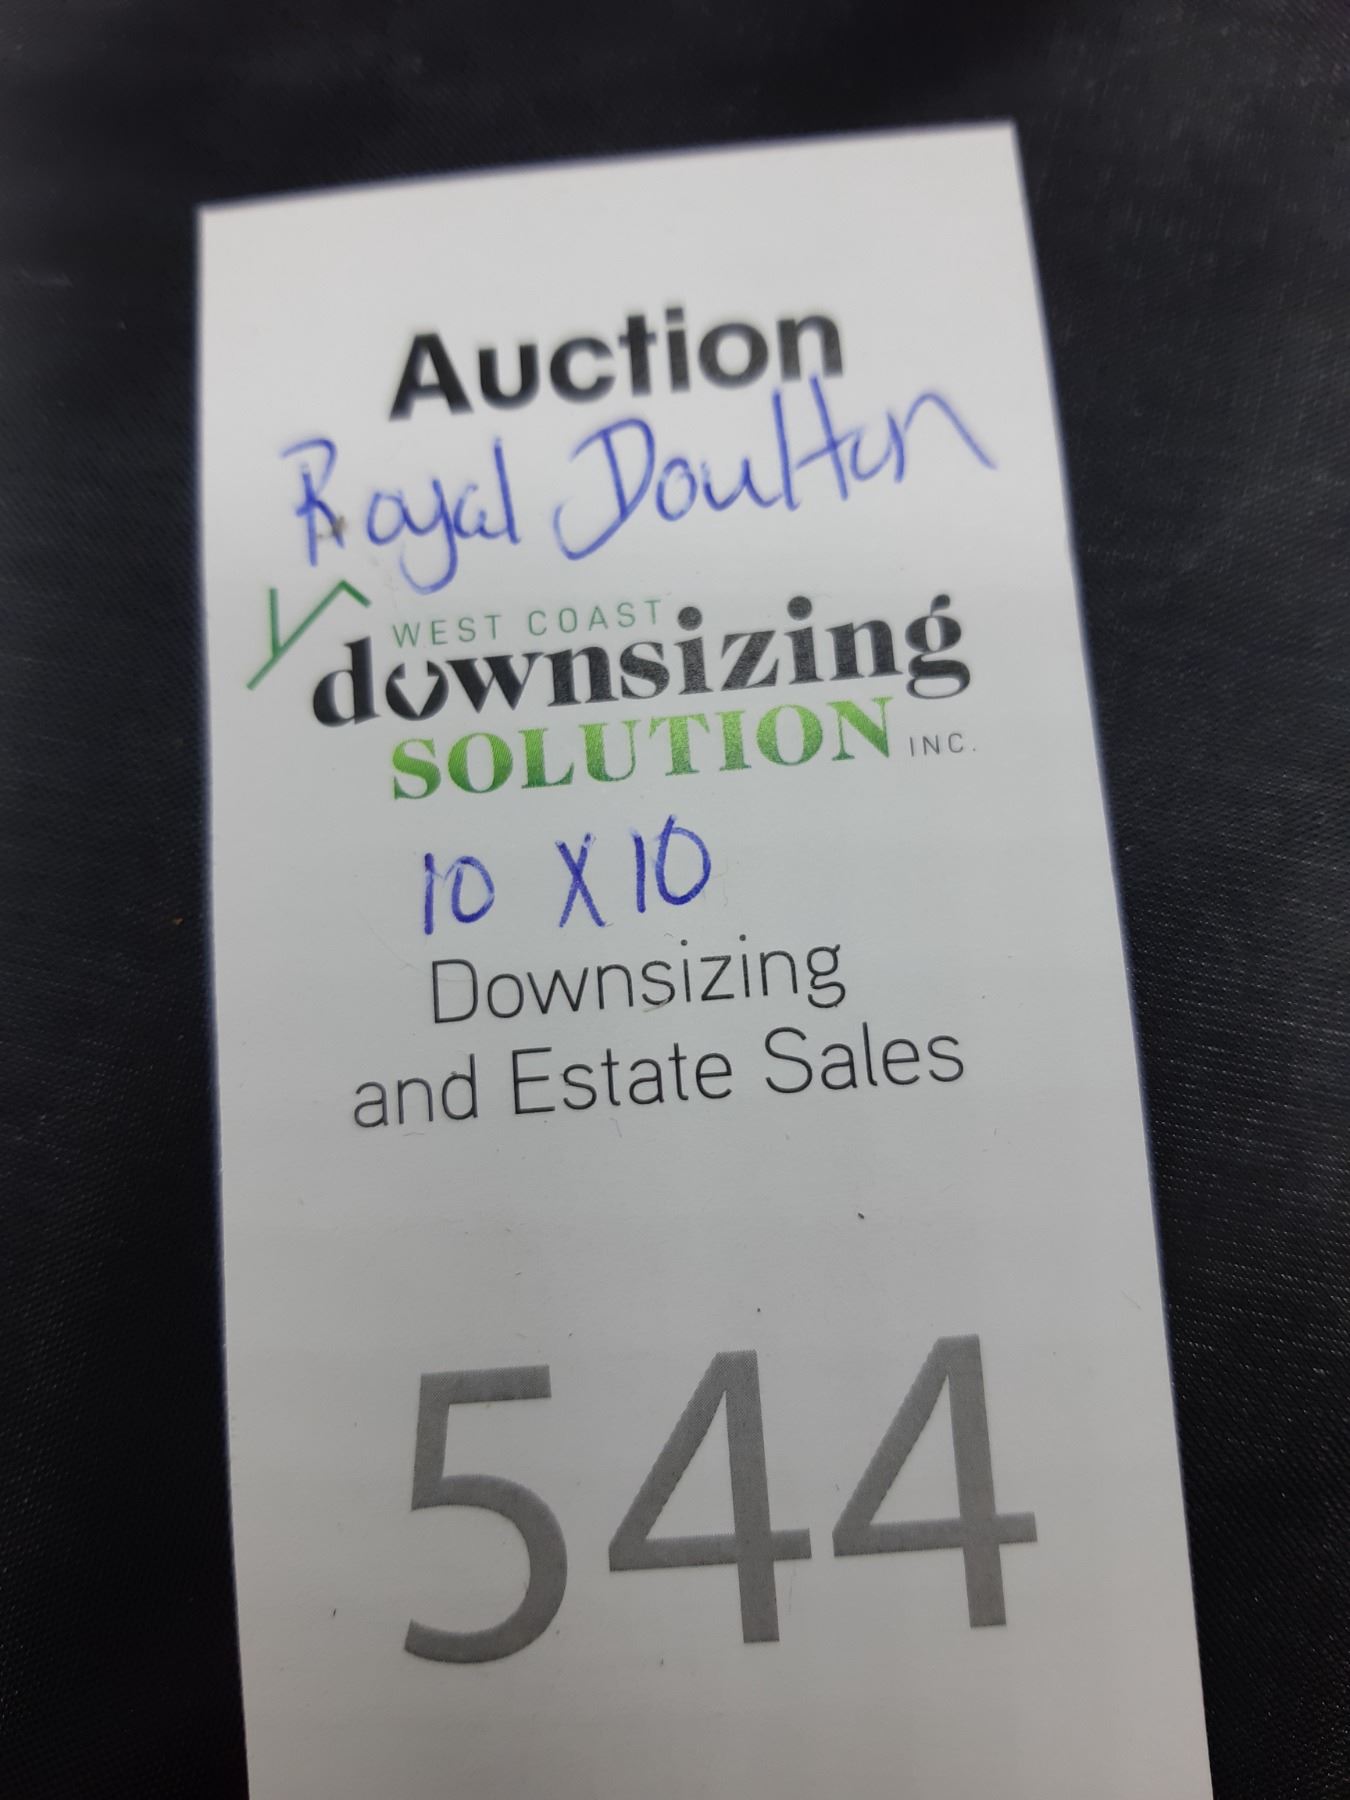 Auction
Royal Doulton
WEST COAST
downsizing
SOLUTION INC.
10 X 10
Downsizing
and Estate Sales
544